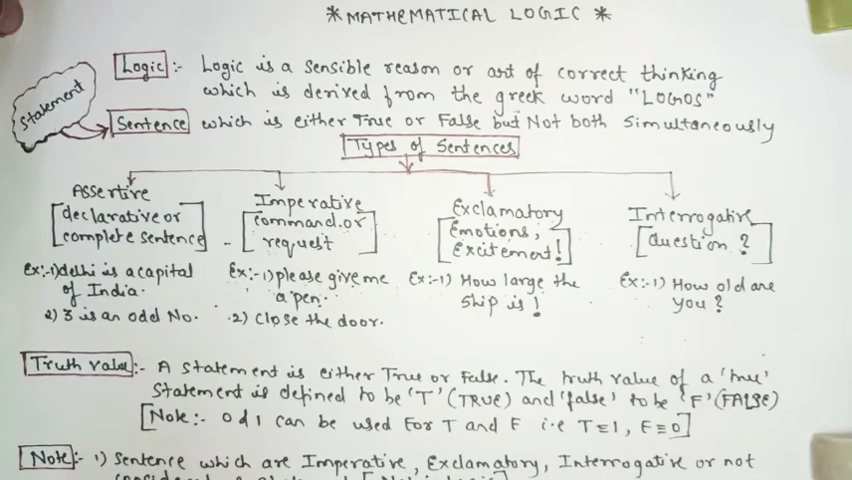 *MATHEMATICAL LOGIC*
Logic :- Logic is a sensible reason or art of correct thinking
which is derived from the greek word "LOGOS"
Statement
Sentence which is either True or False but Not both simultaneously
Types of Sentences
Assertive
[declarative or
complete sentence]
Ex:-1)delhi is a capital
of India.
2) 3 is an odd No.
Imperative
[command.or
request]
Ex:-1)please give me
a pen.
2) Close the door.
Exclamatory
[Emotions,
Excitement!]
Ex:-1) How large the
ship is!
Interrogative
[Question ?]
Ex:-1) How old are
you ?
Truth value :- A statement is either True or False. The truth value of a 'true'
statement is defined to be 'T' (TRUE) and 'false' to be 'F' (FALSE)
[Note:- 0 d 1 can be used for T and F i.e T≡1, F≡0]
Note:- 1) Sentence which are Imperative, Exclamatory, Interrogative or not